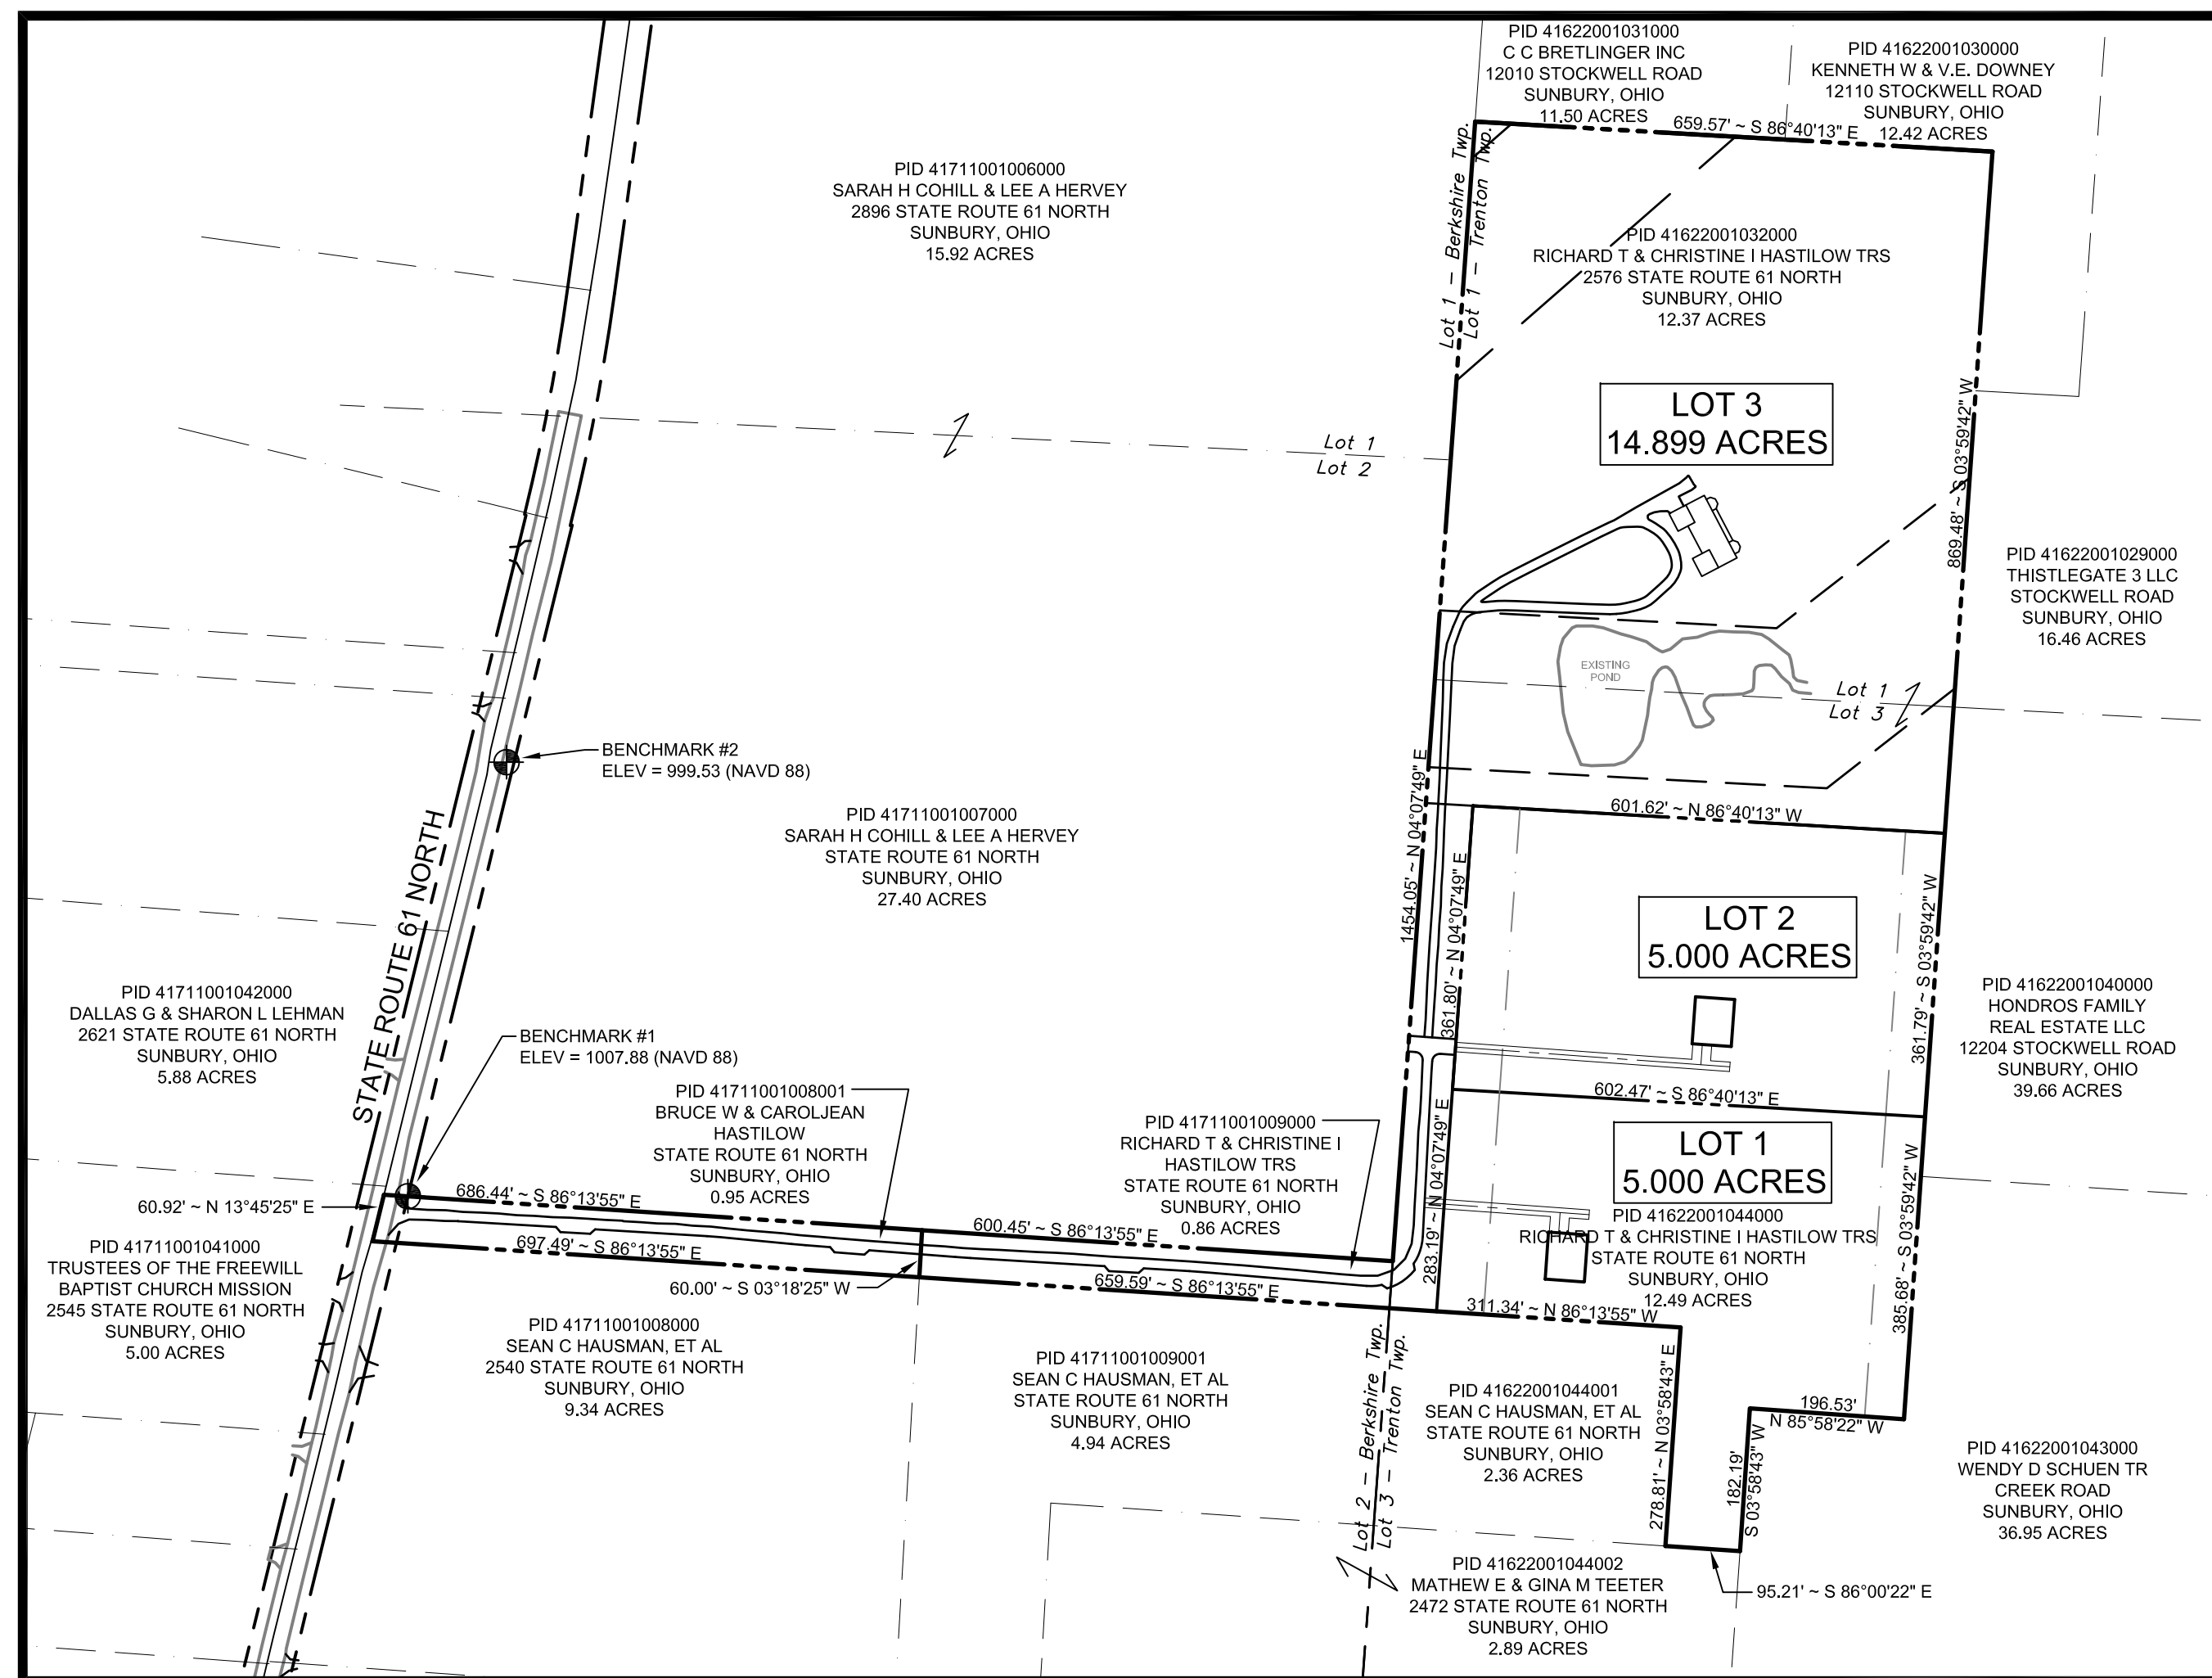 PID 41622001031000
C C BRETLINGER INC
12010 STOCKWELL ROAD
SUNBURY, OHIO
11.50 ACRES
PID 41622001030000
KENNETH W & V.E. DOWNEY
12110 STOCKWELL ROAD
SUNBURY, OHIO
12.42 ACRES
659.57' ~ S 86°40'13" E
PID 41711001006000
SARAH H COHILL & LEE A HERVEY
2896 STATE ROUTE 61 NORTH
SUNBURY, OHIO
15.92 ACRES
Lot 1 - Berkshire Twp.
Lot 1 - Trenton Twp.
PID 41622001032000
RICHARD T & CHRISTINE I HASTILOW TRS
2576 STATE ROUTE 61 NORTH
SUNBURY, OHIO
12.37 ACRES
LOT 3
14.899 ACRES
869.48' ~ S 03°59'42" W
Lot 1
Lot 2
PID 41622001029000
THISTLEGATE 3 LLC
STOCKWELL ROAD
SUNBURY, OHIO
16.46 ACRES
EXISTING
POND
Lot 1
Lot 3
BENCHMARK #2
ELEV = 999.53 (NAVD 88)
1454.05' ~ N 04°07'49" E
601.62' ~ N 86°40'13" W
PID 41711001007000
SARAH H COHILL & LEE A HERVEY
STATE ROUTE 61 NORTH
SUNBURY, OHIO
27.40 ACRES
STATE ROUTE 61 NORTH
361.80' ~ N 04°07'49" E
LOT 2
5.000 ACRES
361.79' ~ S 03°59'42" W
PID 41711001042000
DALLAS G & SHARON L LEHMAN
2621 STATE ROUTE 61 NORTH
SUNBURY, OHIO
5.88 ACRES
PID 41622001040000
HONDROS FAMILY
REAL ESTATE LLC
12204 STOCKWELL ROAD
SUNBURY, OHIO
39.66 ACRES
BENCHMARK #1
ELEV = 1007.88 (NAVD 88)
PID 41711001008001
BRUCE W & CAROLJEAN
HASTILOW
STATE ROUTE 61 NORTH
SUNBURY, OHIO
0.95 ACRES
PID 41711001009000
RICHARD T & CHRISTINE I
HASTILOW TRS
STATE ROUTE 61 NORTH
SUNBURY, OHIO
0.86 ACRES
602.47' ~ S 86°40'13" E
LOT 1
5.000 ACRES
283.19' ~ N 04°07'49" E
385.68' ~ S 03°59'42" W
PID 41622001044000
RICHARD T & CHRISTINE I HASTILOW TRS
STATE ROUTE 61 NORTH
SUNBURY, OHIO
12.49 ACRES
60.92' ~ N 13°45'25" E
686.44' ~ S 86°13'55" E
600.45' ~ S 86°13'55" E
697.49' ~ S 86°13'55" E
60.00' ~ S 03°18'25" W
659.59' ~ S 86°13'55" E
311.34' ~ N 86°13'55" W
PID 41711001041000
TRUSTEES OF THE FREEWILL
BAPTIST CHURCH MISSION
2545 STATE ROUTE 61 NORTH
SUNBURY, OHIO
5.00 ACRES
PID 41711001008000
SEAN C HAUSMAN, ET AL
2540 STATE ROUTE 61 NORTH
SUNBURY, OHIO
9.34 ACRES
PID 41711001009001
SEAN C HAUSMAN, ET AL
STATE ROUTE 61 NORTH
SUNBURY, OHIO
4.94 ACRES
Lot 2 - Berkshire Twp.
Lot 3 - Trenton Twp.
PID 41622001044001
SEAN C HAUSMAN, ET AL
STATE ROUTE 61 NORTH
SUNBURY, OHIO
2.36 ACRES
278.81' ~ N 03°58'43" E
182.19'
S 03°58'43" W
196.53'
N 85°58'22" W
PID 41622001043000
WENDY D SCHUEN TR
CREEK ROAD
SUNBURY, OHIO
36.95 ACRES
PID 41622001044002
MATHEW E & GINA M TEETER
2472 STATE ROUTE 61 NORTH
SUNBURY, OHIO
2.89 ACRES
95.21' ~ S 86°00'22" E